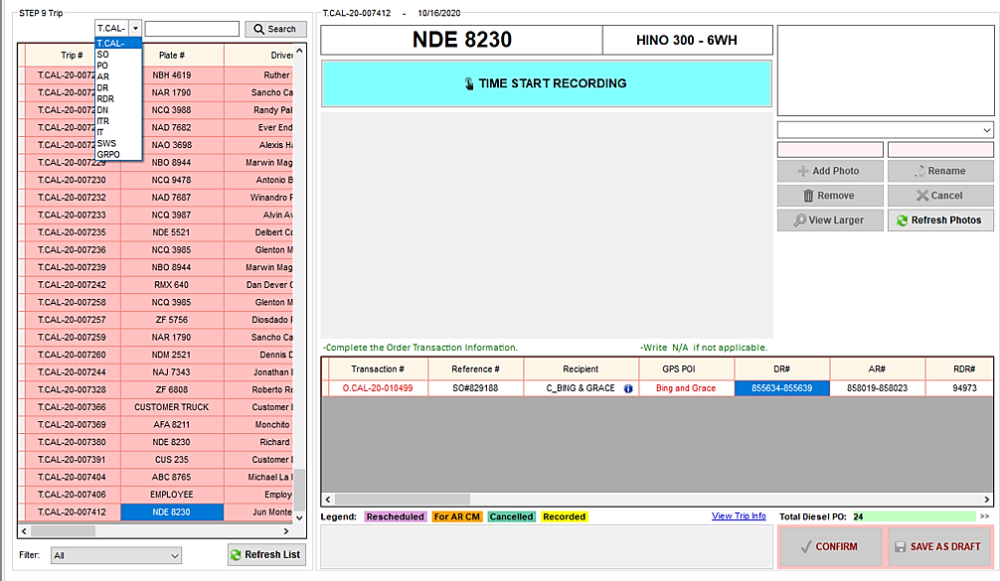 STEP 9 Trip
T.CAL-
Search
T.CAL-
SO
PO
AR
DR
RDR
DN
ITR
IT
SWS
GRPO
Trip # Plate # Driver
T.CAL-20-0072 NBH 4619 Ruther
T.CAL-20-0072 NAR 1790 Sancho Ca
T.CAL-20-0072 NCQ 3988 Randy Pal
T.CAL-20-0072 NAD 7682 Ever End
T.CAL-20-0072 NAO 3698 Alexis H
T.CAL-20-007229 NBO 8944 Marwin Mag
T.CAL-20-007230 NCQ 9478 Antonio B
T.CAL-20-007232 NAD 7687 Winandro F
T.CAL-20-007233 NCQ 3987 Alvin Av
T.CAL-20-007235 NDE 5521 Delbert Co
T.CAL-20-007236 NCQ 3985 Glenton M
T.CAL-20-007239 NBO 8944 Marwin Mag
T.CAL-20-007242 RMX 640 Dan Dever C
T.CAL-20-007258 NCQ 3985 Glenton M
T.CAL-20-007257 ZF 5756 Diosdado F
T.CAL-20-007259 NAR 1790 Sancho Ca
T.CAL-20-007260 NDM 2521 Dennis D
T.CAL-20-007244 NAJ 7343 Jonathan
T.CAL-20-007328 ZF 6808 Roberto Re
T.CAL-20-007366 CUSTOMER TRUCK Customer
T.CAL-20-007369 AFA 8211 Monchito
T.CAL-20-007380 NDE 8230 Richard
T.CAL-20-007391 CUS 235 Customer
T.CAL-20-007404 ABC 8765 Michael La
T.CAL-20-007406 EMPLOYEE Employ
T.CAL-20-007412 NDE 8230 Jun Monte
Filter: All Refresh List
T.CAL-20-007412 - 10/16/2020
NDE 8230 HINO 300 - 6WH
TIME START RECORDING
Add Photo Rename
Remove Cancel
View Larger Refresh Photos
-Complete the Order Transaction Information. -Write N/A if not applicable.
Transaction # Reference # Recipient GPS POI DR# AR# RDR#
O.CAL-20-010499 SO#829188 C_BING & GRACE Bing and Grace 855634-855639 858019-858023 94973
Legend: Rescheduled For AR CM Cancelled Recorded View Trip Info Total Diesel PO: 24 >>
CONFIRM SAVE AS DRAFT